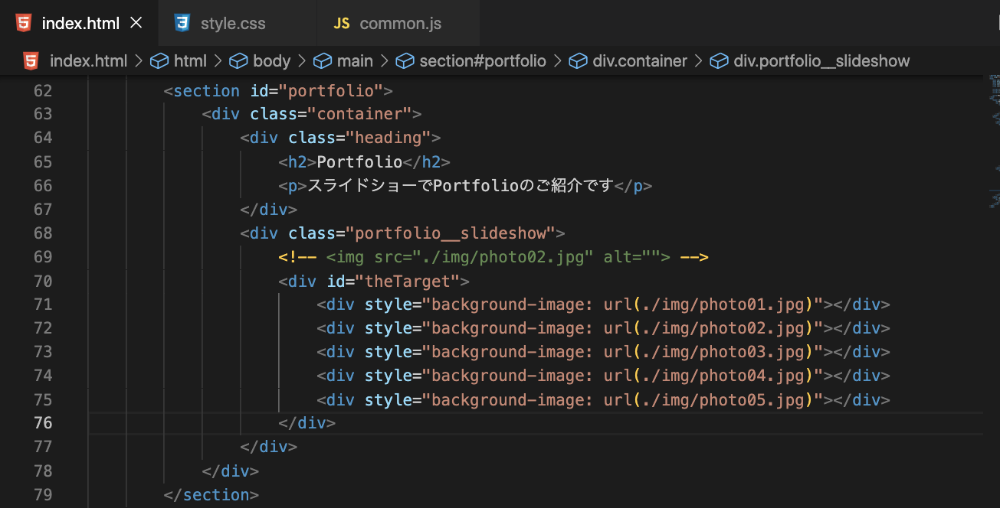 index.html × style.css JS common.js
index.html > html > body > main > section#portfolio > div.container > div.portfolio__slideshow
62 <section id="portfolio">
63 <div class="container">
64 <div class="heading">
65 <h2>Portfolio</h2>
66 <p>スライドショーでPortfolioのご紹介です</p>
67 </div>
68 <div class="portfolio__slideshow">
69 <!-- <img src="./img/photo02.jpg" alt=""> -->
70 <div id="theTarget">
71 <div style="background-image: url(./img/photo01.jpg)"></div>
72 <div style="background-image: url(./img/photo02.jpg)"></div>
73 <div style="background-image: url(./img/photo03.jpg)"></div>
74 <div style="background-image: url(./img/photo04.jpg)"></div>
75 <div style="background-image: url(./img/photo05.jpg)"></div>
76 </div>
77 </div>
78 </div>
79 </section>